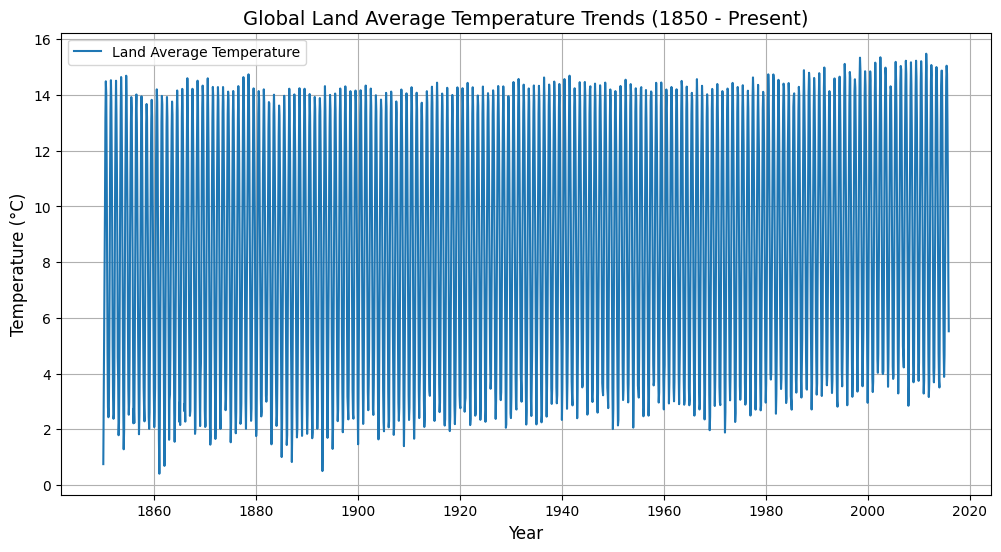 Global Land Average Temperature Trends (1850 - Present)
Land Average Temperature
Temperature (°C)
16
14
12
10
8
6
4
2
0
1860 1880 1900 1920 1940 1960 1980 2000 2020
Year